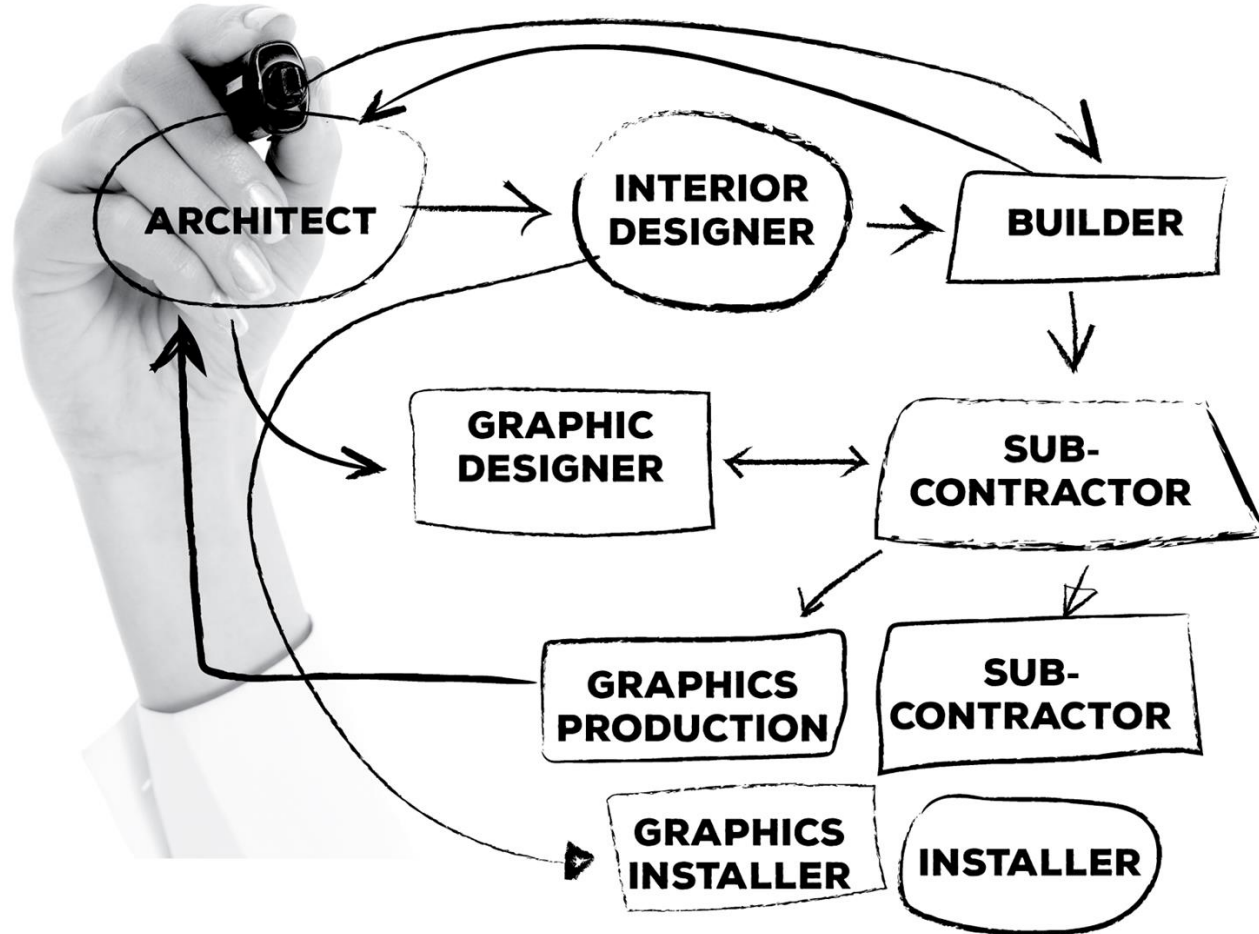 ARCHITECT
INTERIOR
DESIGNER
BUILDER
GRAPHIC
DESIGNER
SUB-
CONTRACTOR
GRAPHICS
PRODUCTION
SUB-
CONTRACTOR
GRAPHICS
INSTALLER
INSTALLER